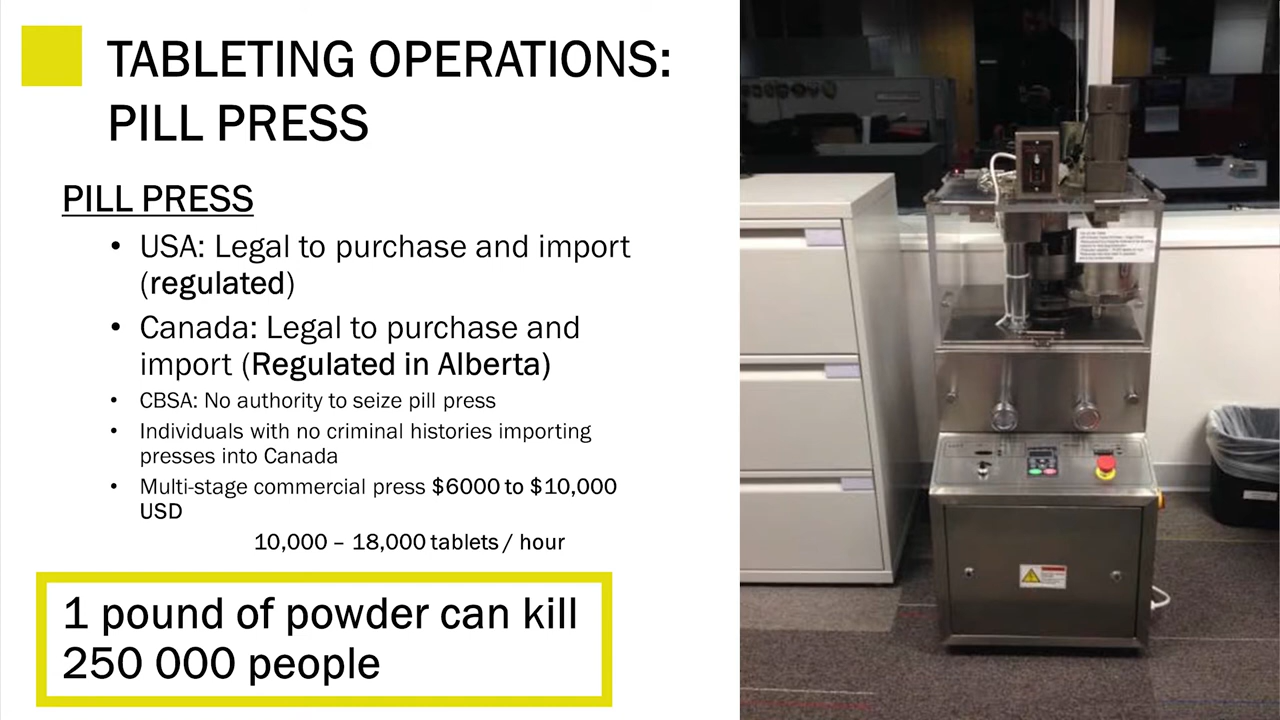 TABLETING OPERATIONS:
PILL PRESS
PILL PRESS
• USA: Legal to purchase and import
(regulated)
• Canada: Legal to purchase and
import (Regulated in Alberta)
• CBSA: No authority to seize pill press
• Individuals with no criminal histories importing
presses into Canada
• Multi-stage commercial press $6000 to $10,000
USD
10,000 – 18,000 tablets / hour
1 pound of powder can kill
250 000 people